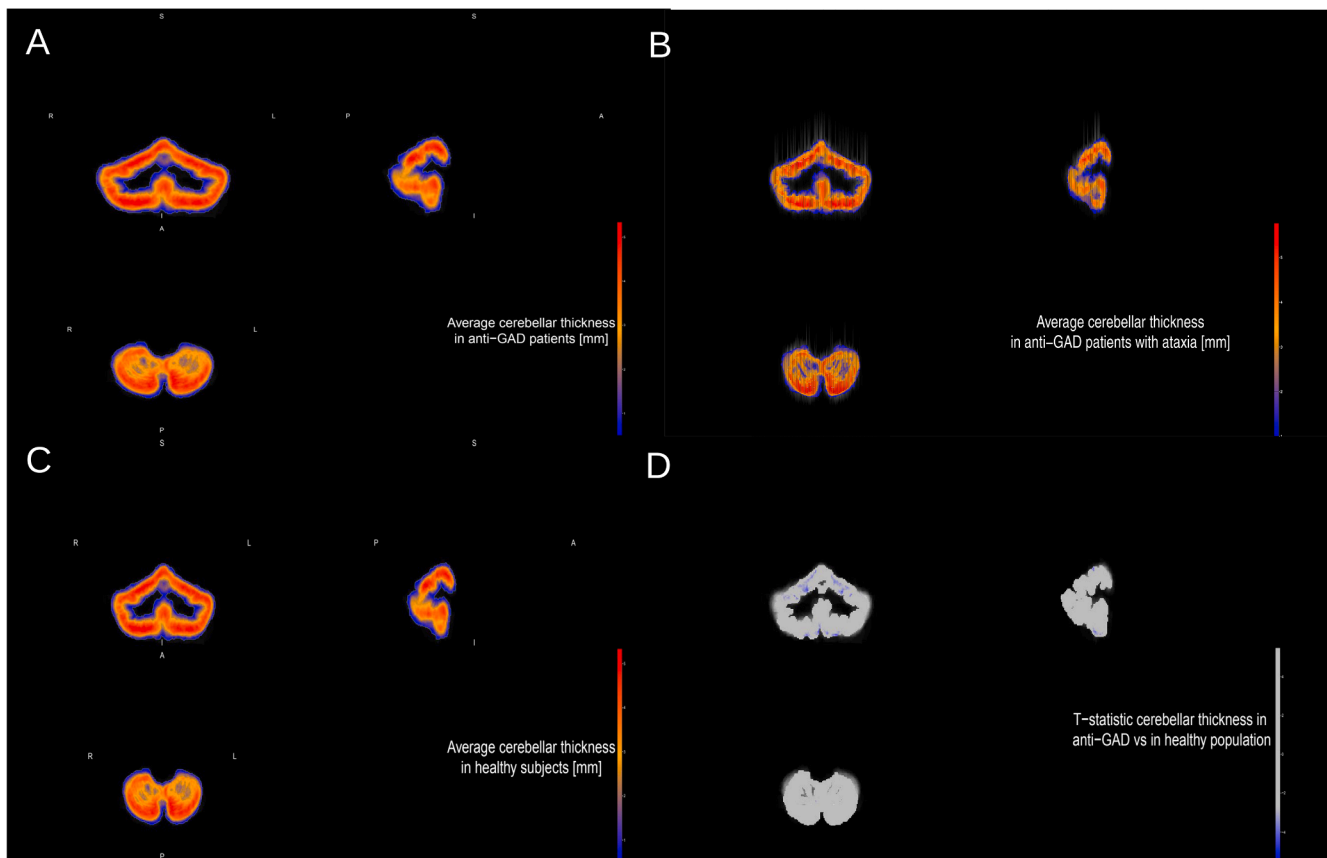 A
S
S
R
L
P
A
I
A
I
R
L
Average cerebellar thickness
in anti-GAD patients [mm]
P
B
Average cerebellar thickness
in anti-GAD patients with ataxia [mm]
C
S
S
R
L
P
A
I
A
I
R
L
Average cerebellar thickness
in healthy subjects [mm]
P
D
T-statistic cerebellar thickness in
anti-GAD vs in healthy population